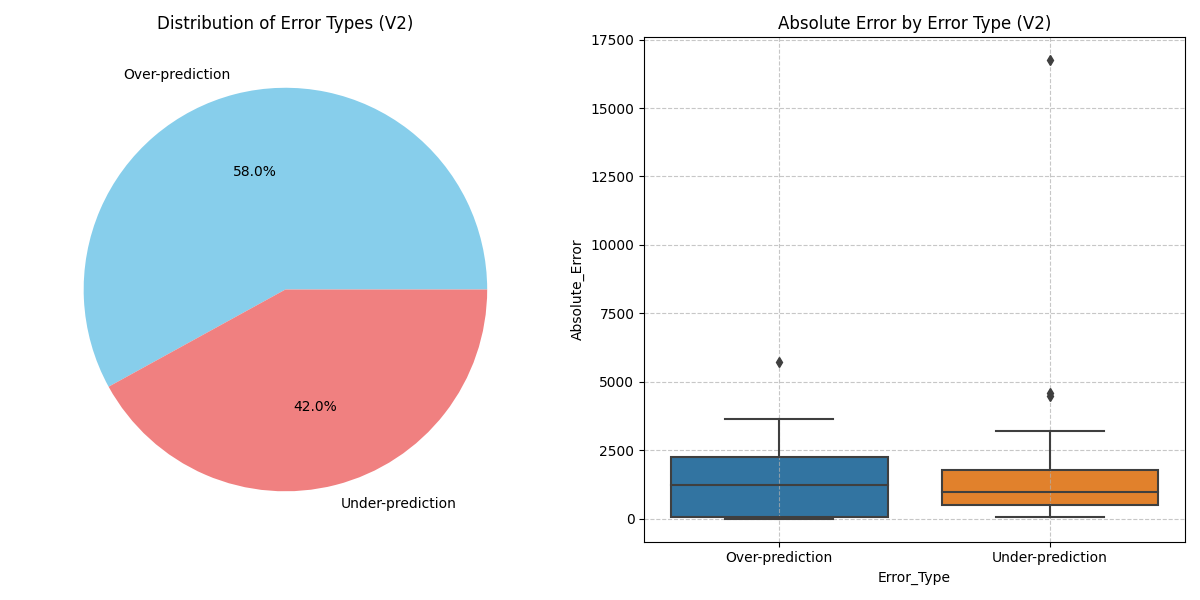 Distribution of Error Types (V2)
Over-prediction
58.0%
42.0%
Under-prediction
Absolute Error by Error Type (V2)
17500
15000
12500
10000
7500
5000
2500
0
Absolute_Error
Over-prediction
Under-prediction
Error_Type